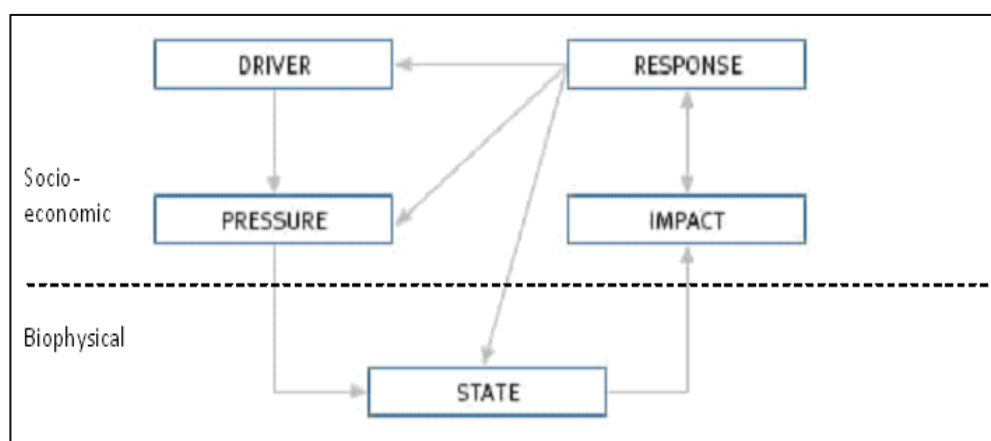 DRIVER
RESPONSE
Socio-
economic
PRESSURE
IMPACT
Biophysical
STATE